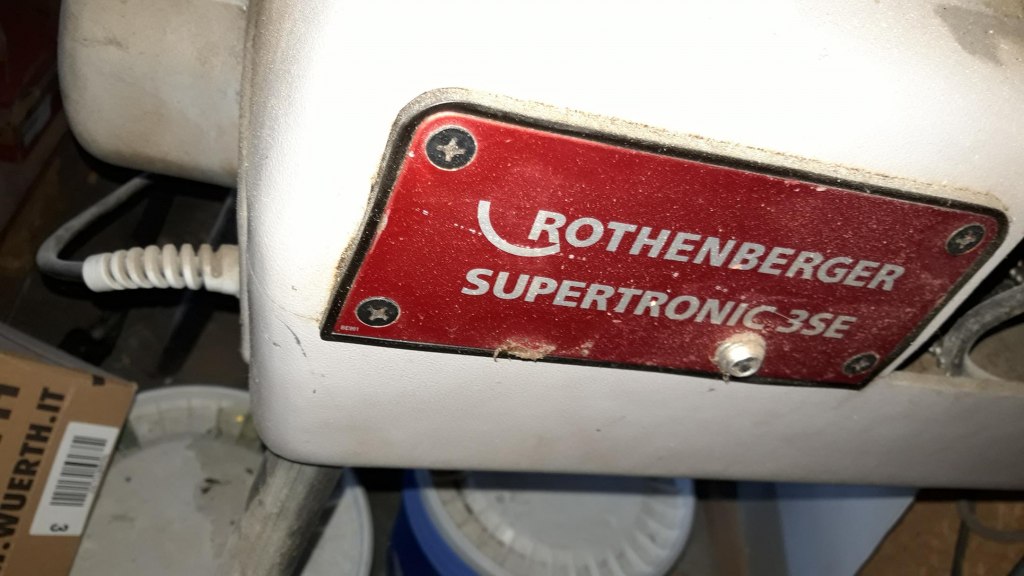 ROTHENBERGER
SUPERTRONIC 3SE
WUERTH.IT
3